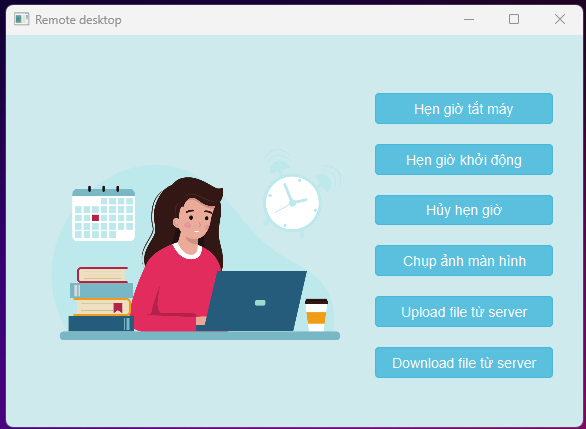 Remote desktop
Hẹn giờ tắt máy
Hẹn giờ khởi động
Hủy hẹn giờ
Chụp ảnh màn hình
Upload file từ server
Download file từ server